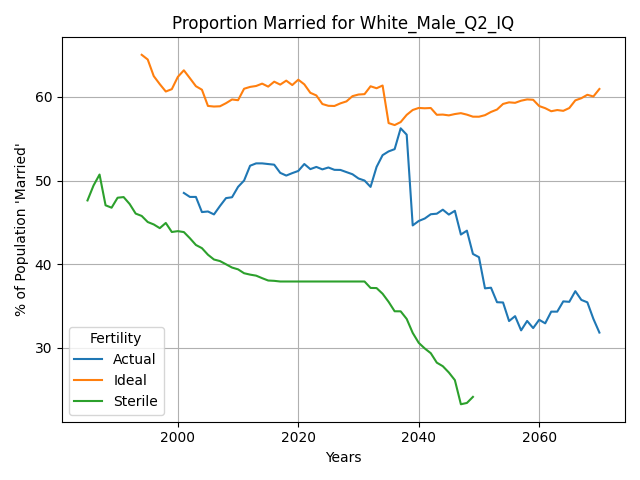 Proportion Married for White_Male_Q2_IQ
% of Population 'Married'
60
50
40
30
Fertility
Actual
Ideal
Sterile
2000 2020 2040 2060
Years